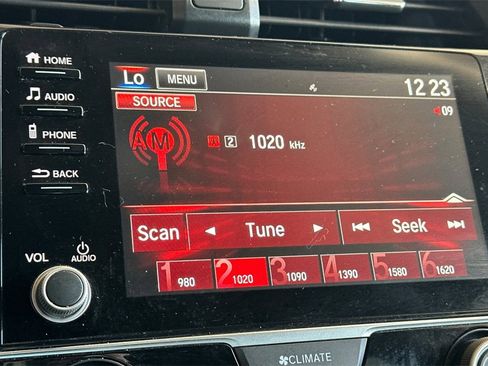 HOME
AUDIO
PHONE
BACK
VOL
AUDIO
Lo
MENU
12 23
SOURCE
09
AM
2 1020 kHz
Scan
Tune
Seek
1 980
2 1020
3 1090
4 1390
5 1580
6 1620
CLIMATE